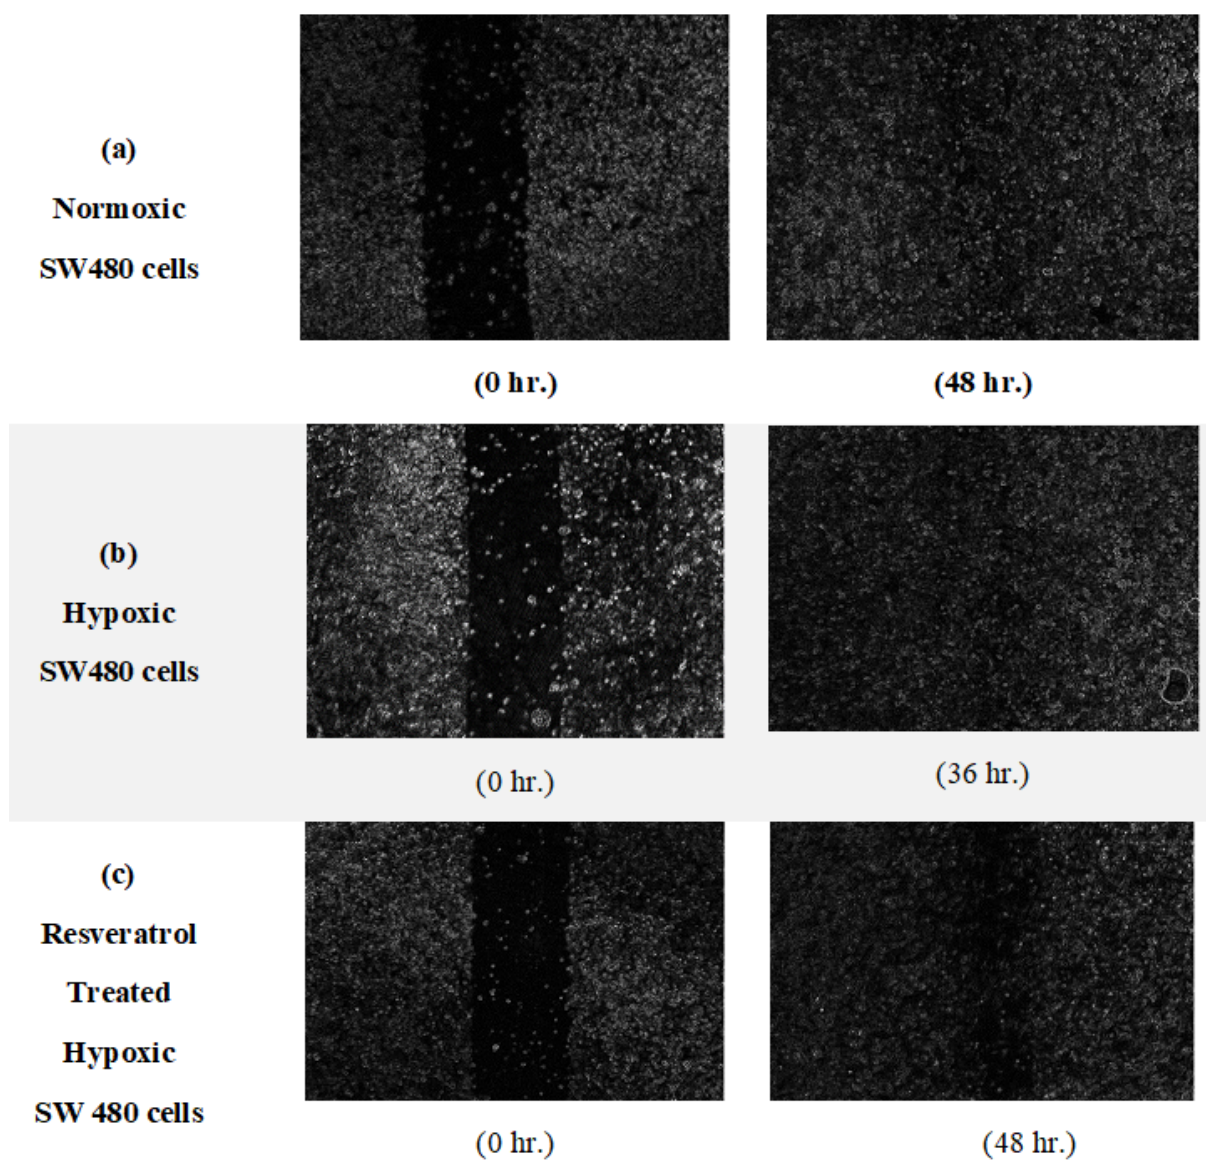 (a)
Normoxic
SW480 cells
(0 hr.)
(48 hr.)
(b)
Hypoxic
SW480 cells
(0 hr.)
(36 hr.)
(c)
Resveratrol
Treated
Hypoxic
SW 480 cells
(0 hr.)
(48 hr.)